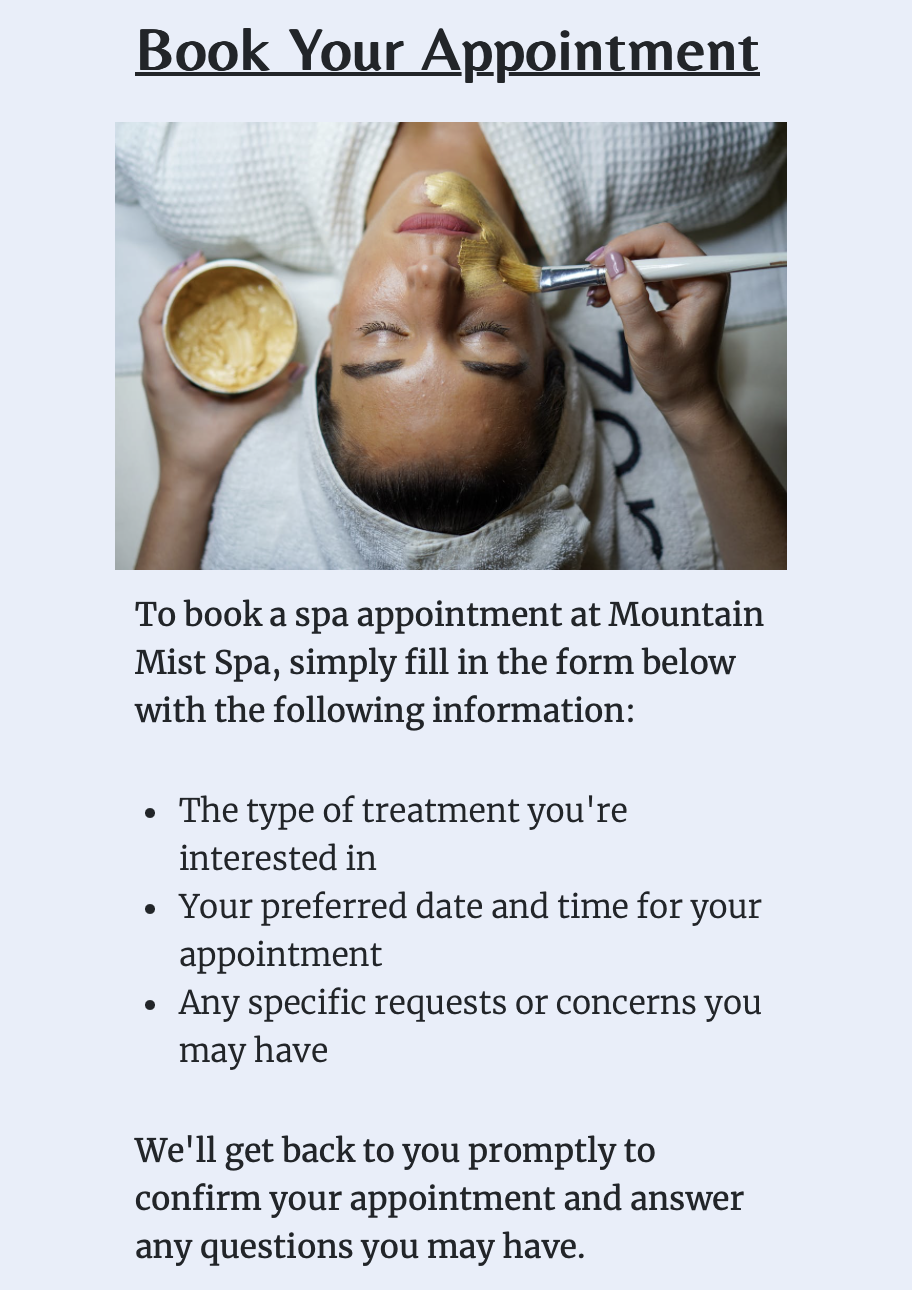 Book Your Appointment
To book a spa appointment at Mountain
Mist Spa, simply fill in the form below
with the following information:
• The type of treatment you're
interested in
• Your preferred date and time for your
appointment
• Any specific requests or concerns you
may have
We'll get back to you promptly to
confirm your appointment and answer
any questions you may have.